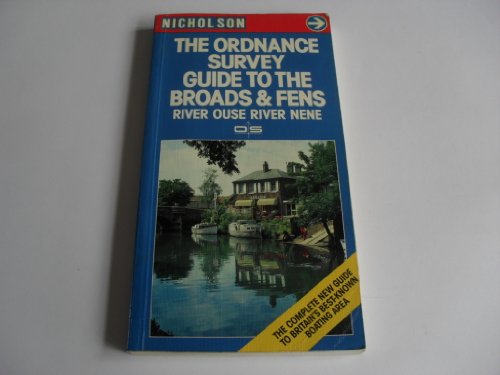 NICHOLSON
THE ORDNANCE
SURVEY
GUIDE TO THE
BROADS & FENS
RIVER OUSE RIVER NENE
OS
THE COMPLETE NEW GUIDE
TO BRITAIN'S BEST-KNOWN
BOATING AREA